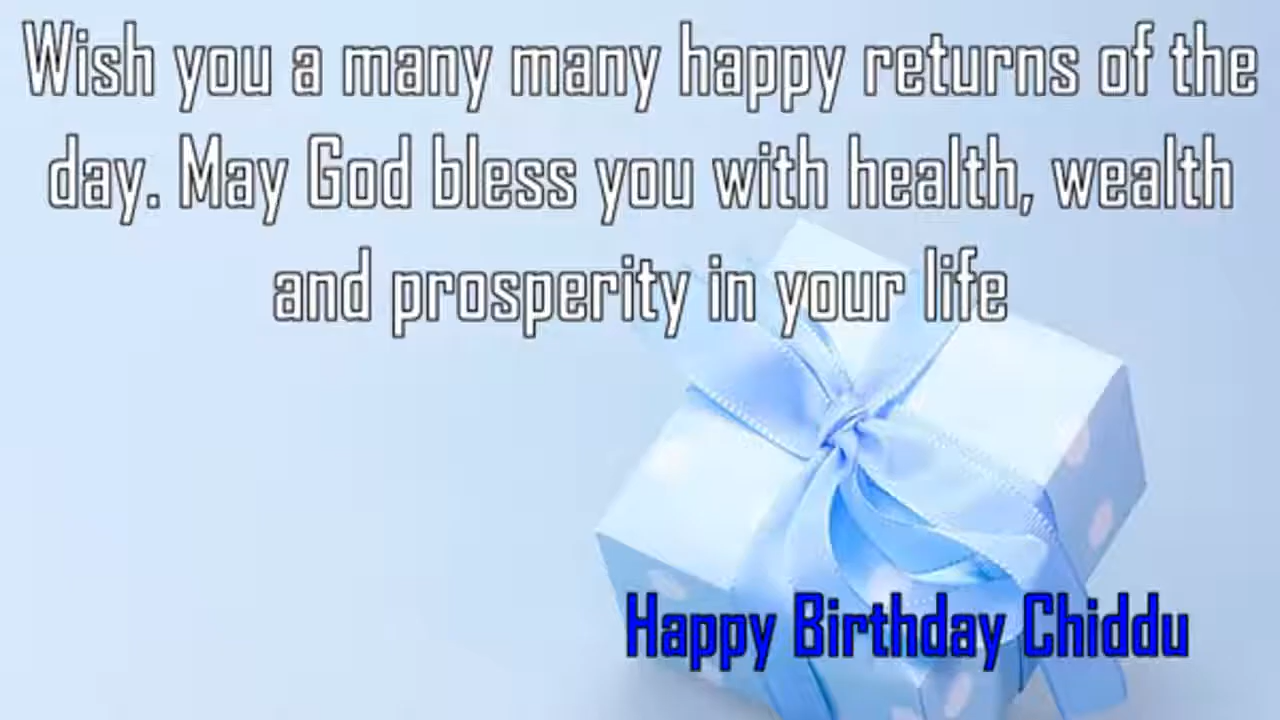 Wish you a many many happy returns of the
day. May God bless you with health, wealth
and prosperity in your life
Happy Birthday Chiddu